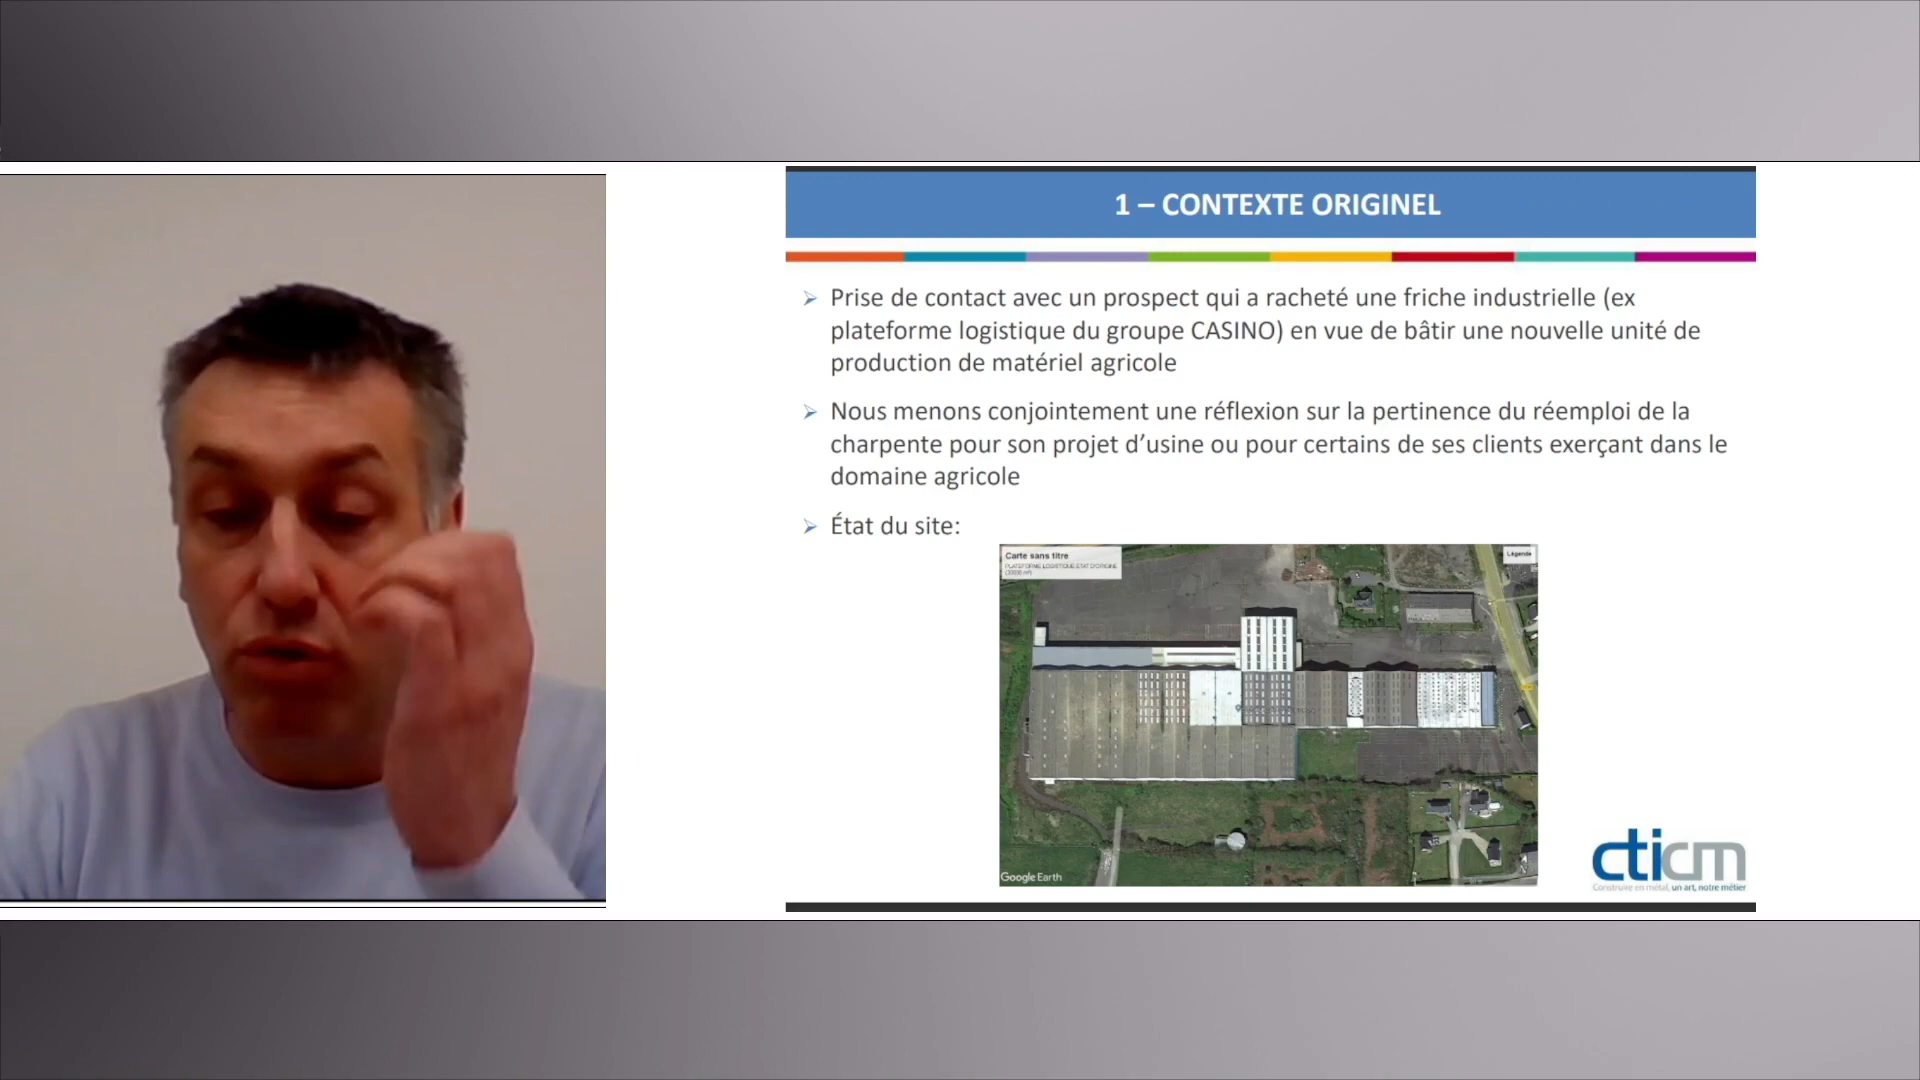 1 – CONTEXTE ORIGINEL
➢ Prise de contact avec un prospect qui a racheté une friche industrielle (ex
plateforme logistique du groupe CASINO) en vue de bâtir une nouvelle unité de
production de matériel agricole
➢ Nous menons conjointement une réflexion sur la pertinence du réemploi de la
charpente pour son projet d’usine ou pour certains de ses clients exerçant dans le
domaine agricole
➢ État du site:
Carte sans titre
PLATEFORME LOGISTIQUE ETAT D'ORIGINE
Légende
Google Earth
cticm
Construire en métal, un art, notre métier